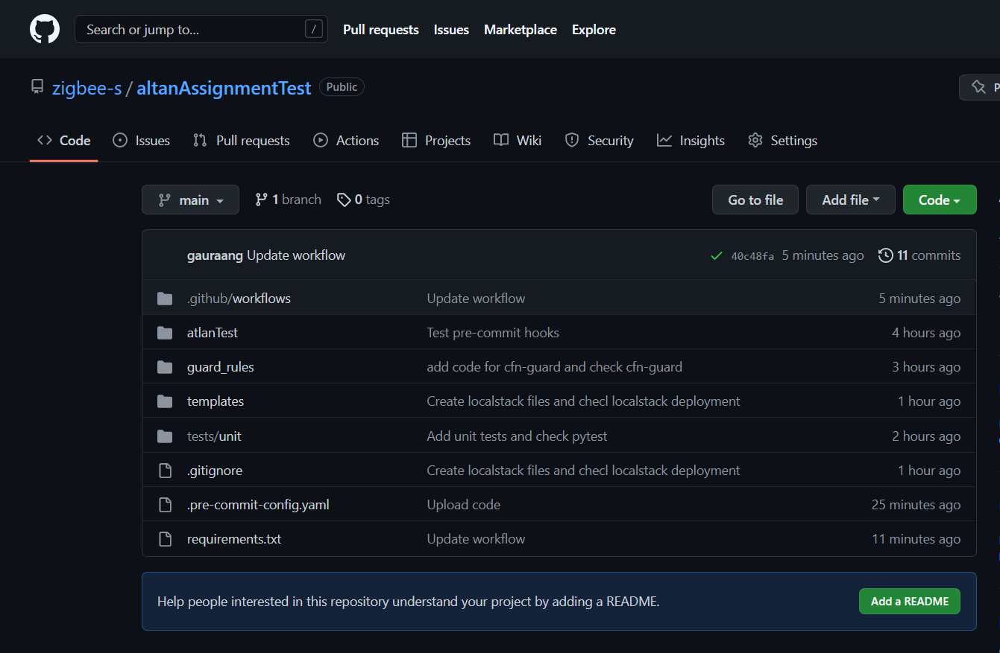 Search or jump to... / Pull requests Issues Marketplace Explore
zigbee-s / altanAssignmentTest Public
Code Issues Pull requests Actions Projects Wiki Security Insights Settings
main 1 branch 0 tags Go to file Add file Code
gauraang Update workflow 40c48fa 5 minutes ago 11 commits
.github/workflows Update workflow 5 minutes ago
atlanTest Test pre-commit hooks 4 hours ago
guard_rules add code for cfn-guard and check cfn-guard 3 hours ago
templates Create localstack files and checl localstack deployment 1 hour ago
tests/unit Add unit tests and check pytest 2 hours ago
.gitignore Create localstack files and checl localstack deployment 1 hour ago
.pre-commit-config.yaml Upload code 25 minutes ago
requirements.txt Update workflow 11 minutes ago
Help people interested in this repository understand your project by adding a README. Add a README